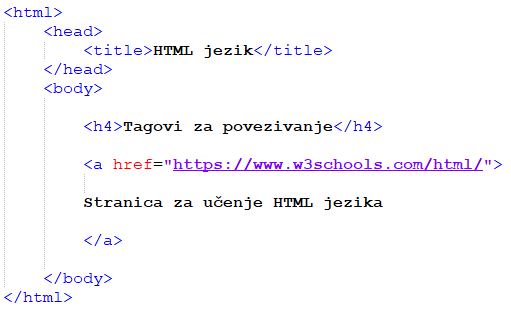 <html>
<head>
<title>HTML jezik</title>
</head>
<body>
<h4>Tagovi za povezivanje</h4>
<a href="https://www.w3schools.com/html/">
Stranica za učenje HTML jezika
</a>
</body>
</html>